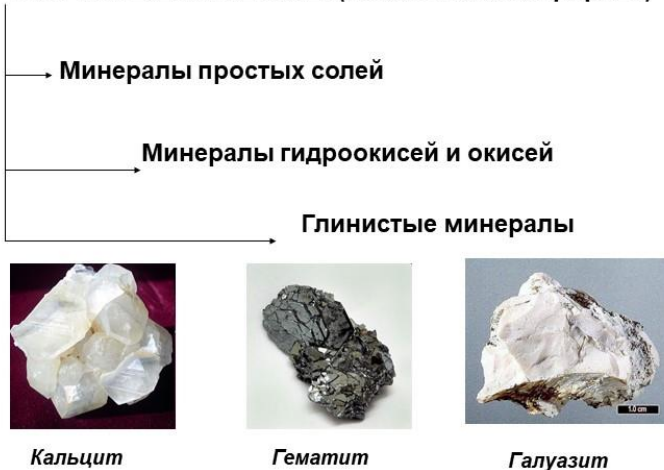 Минералы простых солей
Минералы гидроокисей и окисей
Глинистые минералы
1.0 cm
Кальцит
Гематит
Галуазит